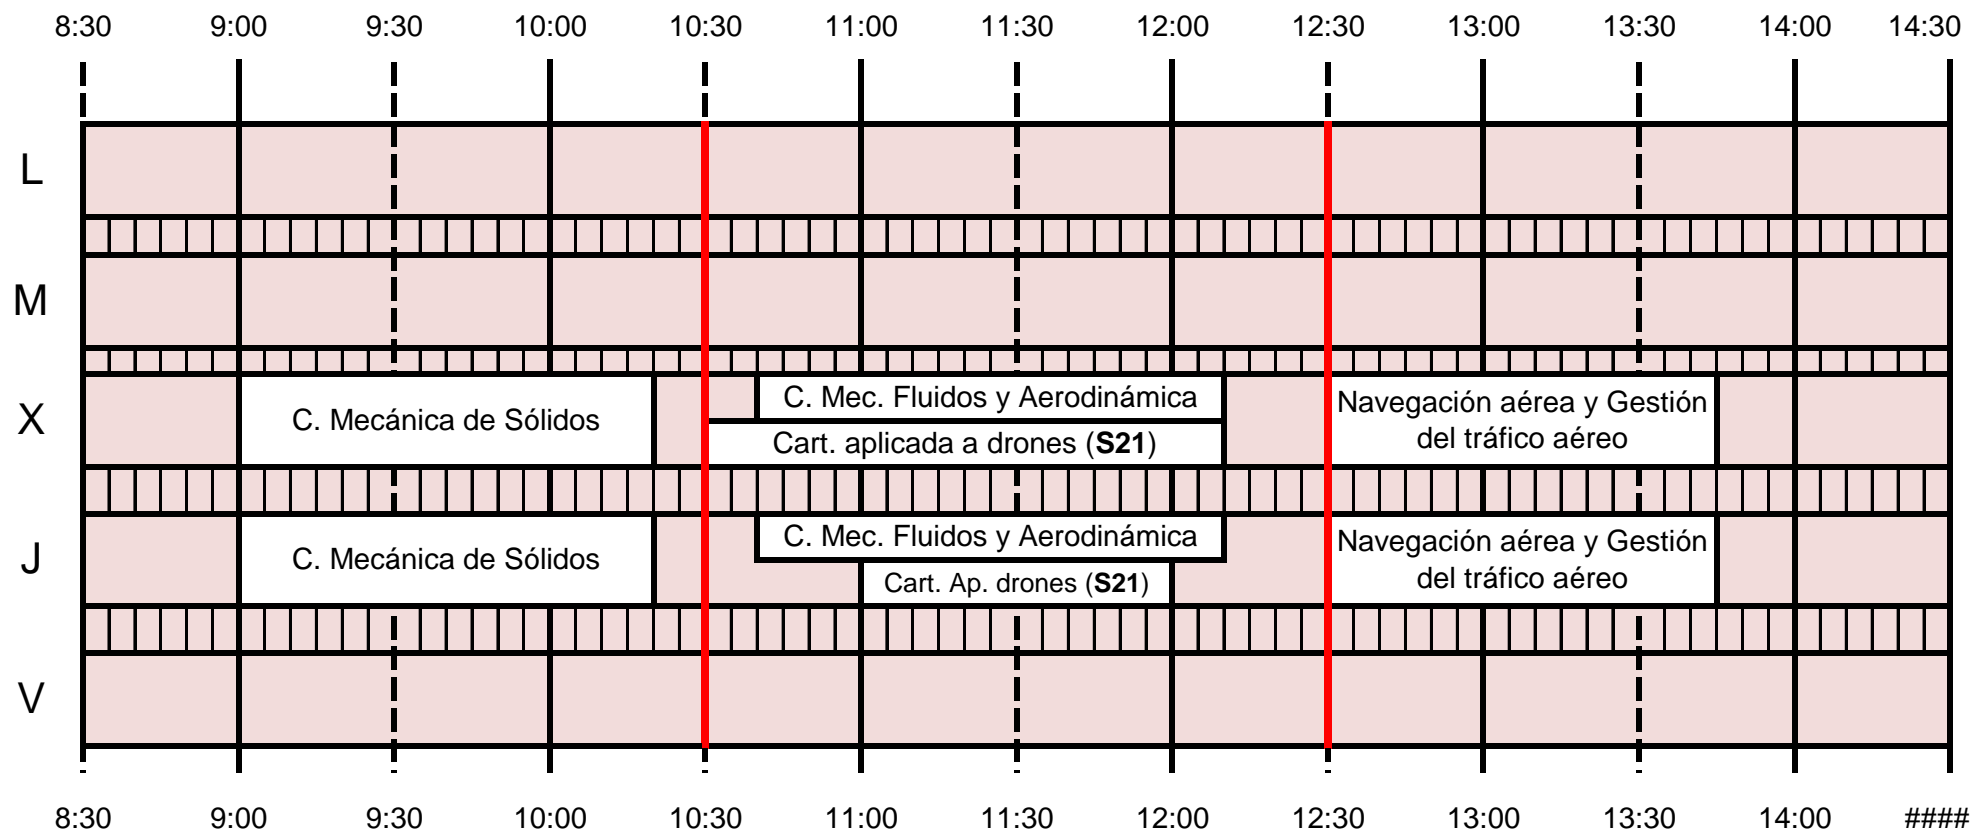 8:30 9:00 9:30 10:00 10:30 11:00 11:30 12:00 12:30 13:00 13:30 14:00 14:30
L
M
X
C. Mecánica de Sólidos
C. Mec. Fluidos y Aerodinámica
Cart. aplicada a drones (S21)
Navegación aérea y Gestión
del tráfico aéreo
J
C. Mecánica de Sólidos
C. Mec. Fluidos y Aerodinámica
Cart. Ap. drones (S21)
Navegación aérea y Gestión
del tráfico aéreo
V
8:30 9:00 9:30 10:00 10:30 11:00 11:30 12:00 12:30 13:00 13:30 14:00 ####